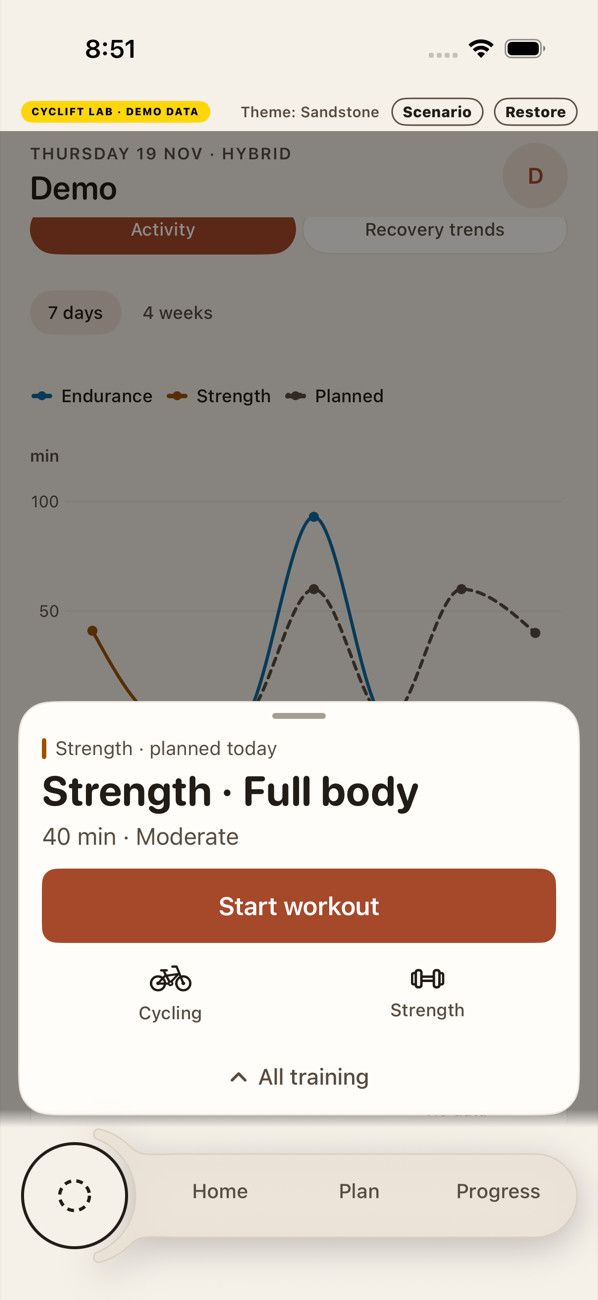 8:51
CYCLIFT LAB · DEMO DATA
Theme: Sandstone
Scenario
Restore
THURSDAY 19 NOV · HYBRID
Demo
D
Activity
Recovery trends
7 days
4 weeks
Endurance
Strength
Planned
min
100
50
Strength · planned today
Strength · Full body
40 min · Moderate
Start workout
Cycling
Strength
All training
Home
Plan
Progress